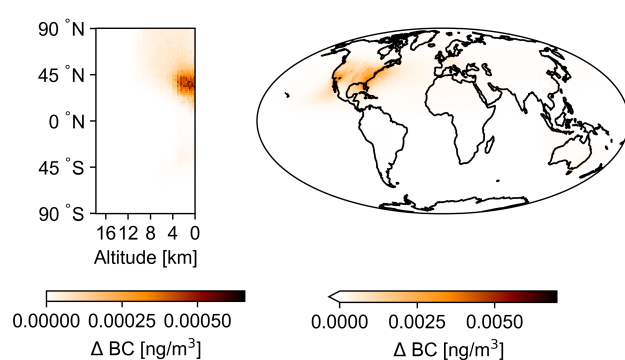 90 °N
45 °N
0 °N
45 °S
90 °S
16 12 8 4 0
Altitude [km]
0.00000 0.00025 0.00050
Δ BC [ng/m³]
0.0000 0.0025 0.0050
Δ BC [ng/m³]